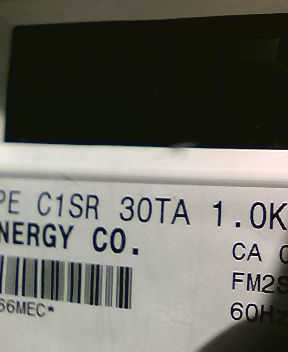 PE C1SR 30TA 1.0K
NERGY CO.
CA
FM2S
66MEC*
60Hz